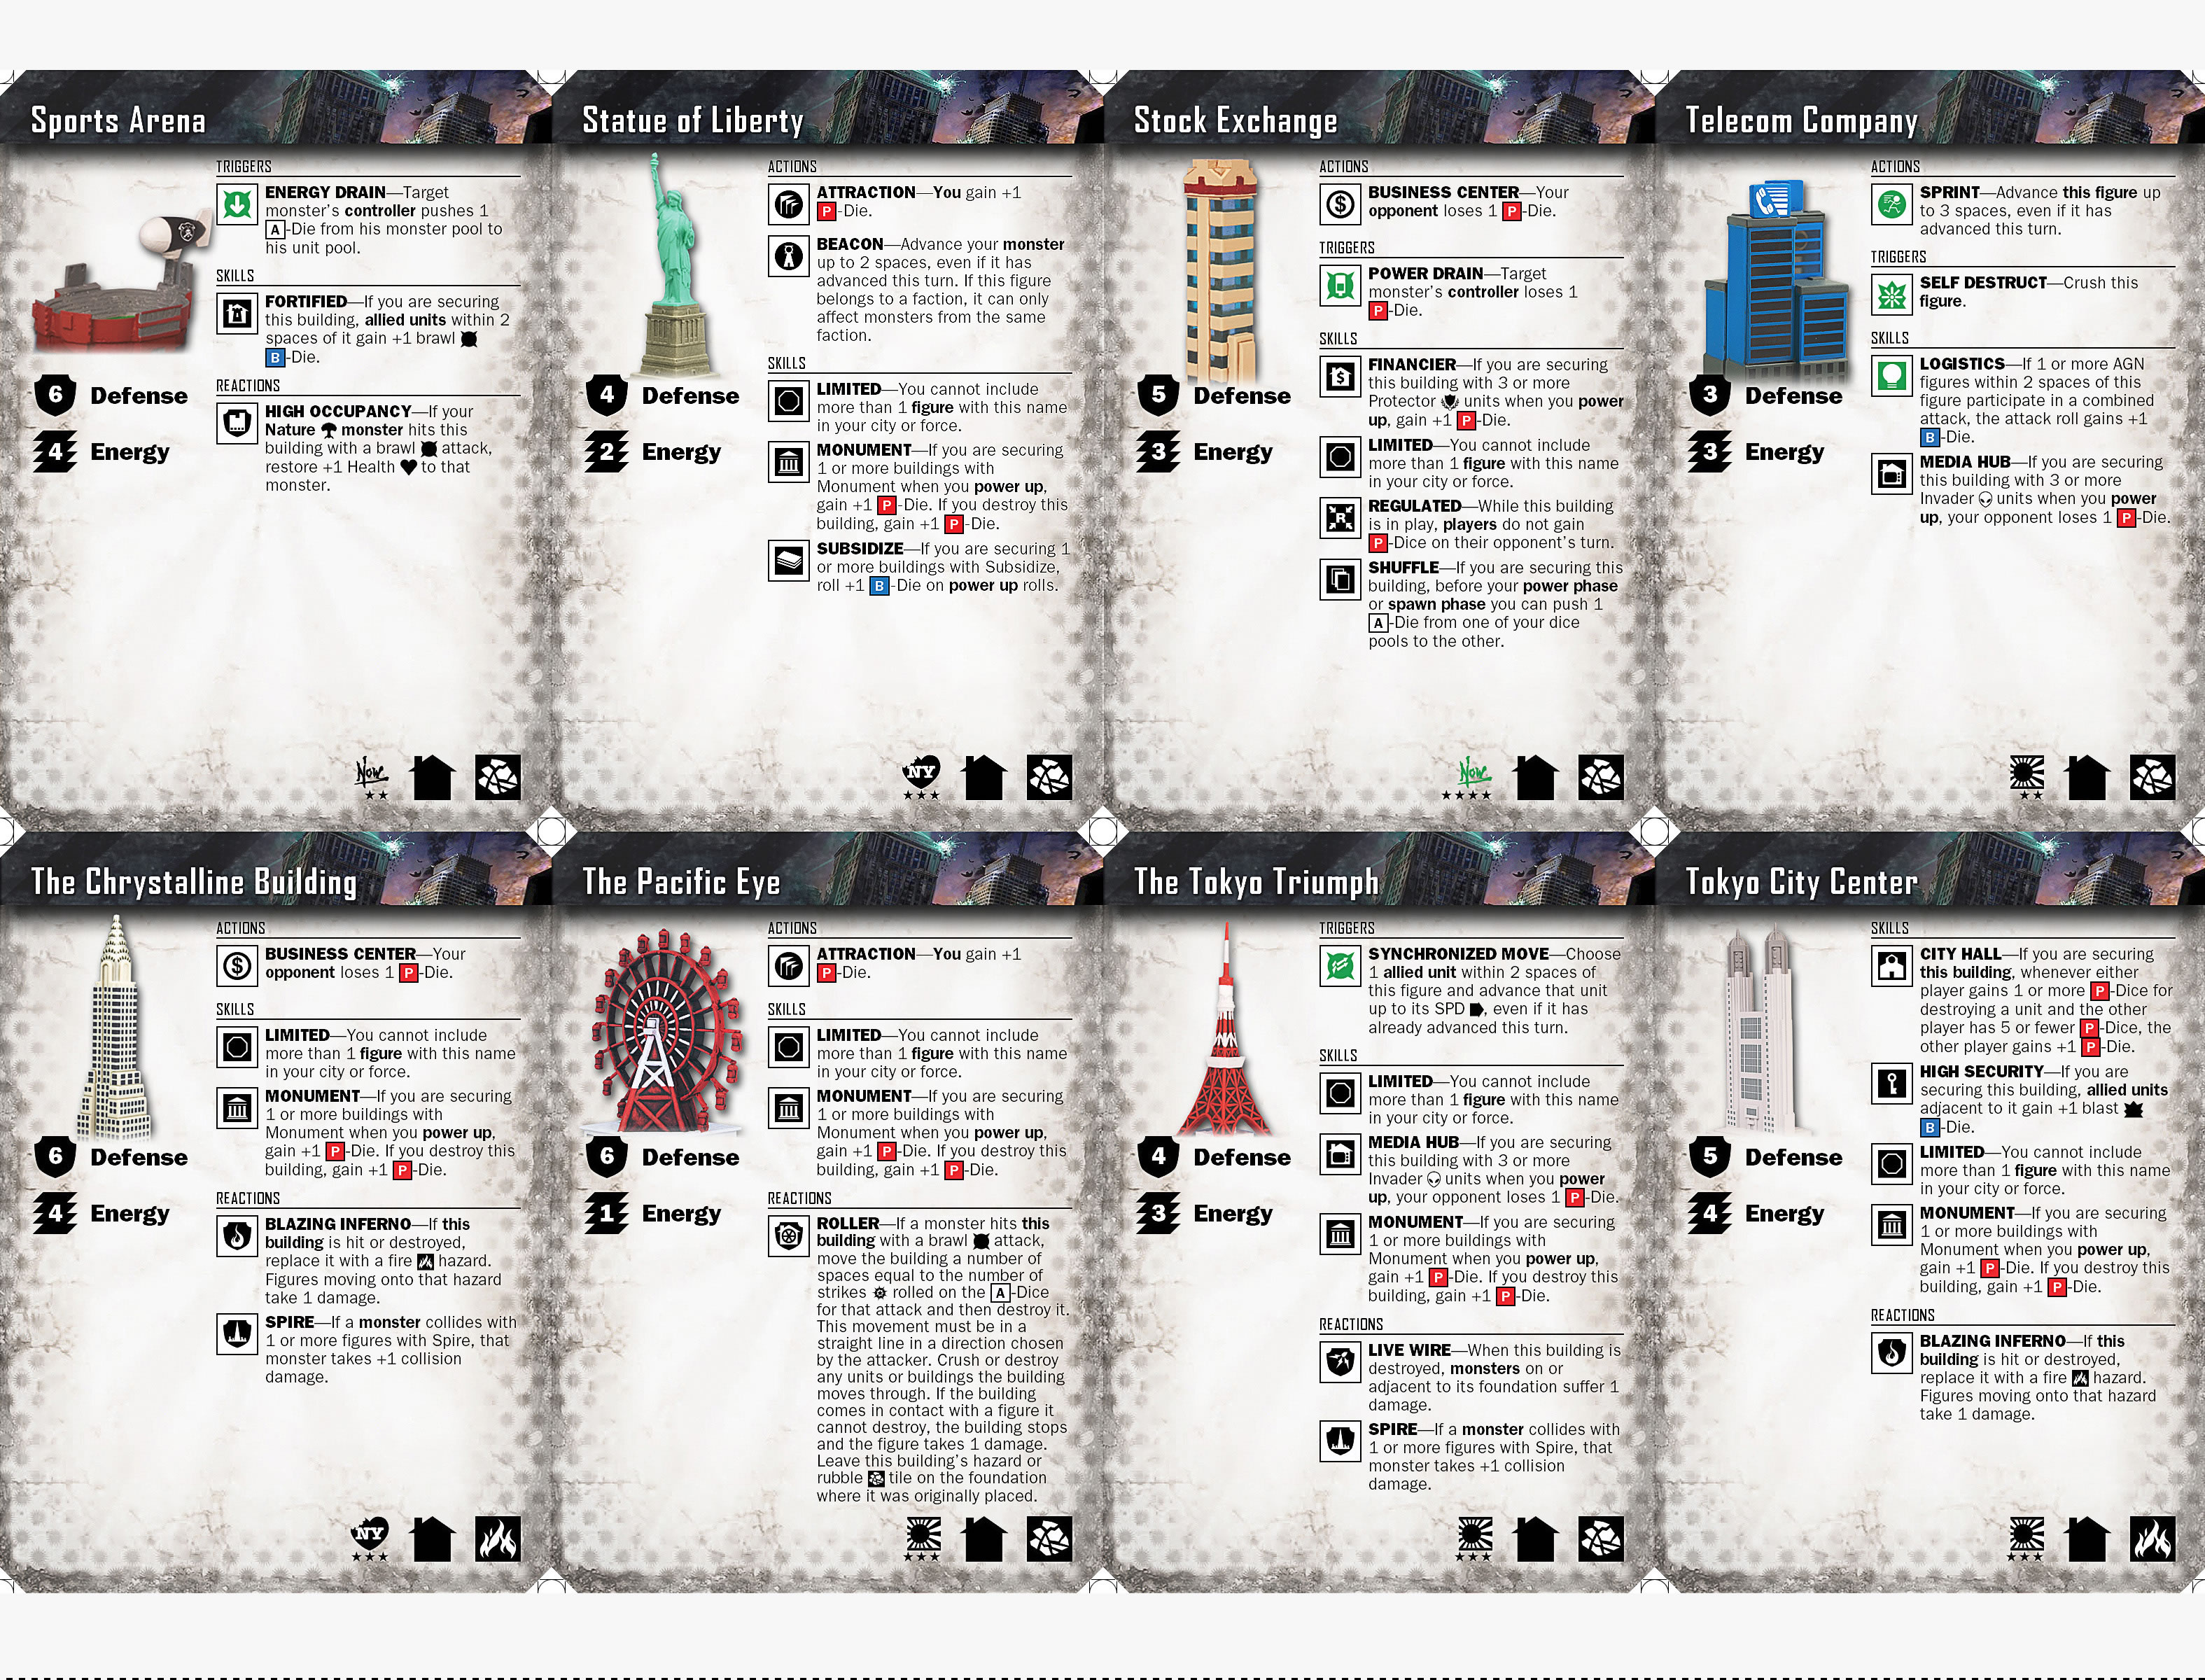 Sports Arena
TRIGGERS
ENERGY DRAIN—Target
monster's controller pushes 1
A-Die from his monster pool to
his unit pool.
SKILLS
FORTIFIED—If you are securing
this building, allied units within 2
spaces of it gain +1 brawl
B-Die.
REACTIONS
HIGH OCCUPANCY—If your
Nature monster hits this
building with a brawl attack,
restore +1 Health to that
monster.
6 Defense
4 Energy
Now
Statue of Liberty
ACTIONS
ATTRACTION—You gain +1
P-Die.
BEACON—Advance your monster
up to 2 spaces, even if it has
advanced this turn. If this figure
belongs to a faction, it can only
affect monsters from the same
faction.
SKILLS
LIMITED—You cannot include
more than 1 figure with this name
in your city or force.
MONUMENT—If you are securing
1 or more buildings with
Monument when you power up,
gain +1 P-Die. If you destroy this
building, gain +1 P-Die.
SUBSIDIZE—If you are securing 1
or more buildings with Subsidize,
roll +1 B-Die on power up rolls.
4 Defense
2 Energy
NY
Stock Exchange
ACTIONS
$
BUSINESS CENTER—Your
opponent loses 1 P-Die.
TRIGGERS
POWER DRAIN—Target
monster's controller loses 1
P-Die.
SKILLS
$
FINANCIER—If you are securing
this building with 3 or more
Protector units when you power
up, gain +1 P-Die.
LIMITED—You cannot include
more than 1 figure with this name
in your city or force.
R
REGULATED—While this building
is in play, players do not gain
P-Dice on their opponent's turn.
SHUFFLE—If you are securing this
building, before your power phase
or spawn phase you can push 1
A-Die from one of your dice
pools to the other.
5 Defense
3 Energy
Now
Telecom Company
ACTIONS
SPRINT—Advance this figure up
to 3 spaces, even if it has
advanced this turn.
TRIGGERS
SELF DESTRUCT—Crush this
figure.
SKILLS
LOGISTICS—If 1 or more AGN
figures within 2 spaces of this
figure participate in a combined
attack, the attack roll gains +1
B-Die.
MEDIA HUB—If you are securing
this building with 3 or more
Invader units when you power
up, your opponent loses 1 P-Die.
3 Defense
3 Energy
The Chrystalline Building
ACTIONS
$
BUSINESS CENTER—Your
opponent loses 1 P-Die.
SKILLS
LIMITED—You cannot include
more than 1 figure with this name
in your city or force.
MONUMENT—If you are securing
1 or more buildings with
Monument when you power up,
gain +1 P-Die. If you destroy this
building, gain +1 P-Die.
REACTIONS
BLAZING INFERNO—If this
building is hit or destroyed,
replace it with a fire hazard.
Figures moving onto that hazard
take 1 damage.
SPIRE—If a monster collides with
1 or more figures with Spire, that
monster takes +1 collision
damage.
6 Defense
4 Energy
NY
The Pacific Eye
ACTIONS
ATTRACTION—You gain +1
P-Die.
SKILLS
LIMITED—You cannot include
more than 1 figure with this name
in your city or force.
MONUMENT—If you are securing
1 or more buildings with
Monument when you power up,
gain +1 P-Die. If you destroy this
building, gain +1 P-Die.
REACTIONS
ROLLER—If a monster hits this
building with a brawl attack,
move the building a number of
spaces equal to the number of
strikes rolled on the A-Dice
for that attack and then destroy it.
This movement must be in a
straight line in a direction chosen
by the attacker. Crush or destroy
any units or buildings the building
moves through. If the building
comes in contact with a figure it
cannot destroy, the building stops
and the figure takes 1 damage.
Leave this building's hazard or
rubble tile on the foundation
where it was originally placed.
6 Defense
1 Energy
The Tokyo Triumph
TRIGGERS
SYNCHRONIZED MOVE—Choose
1 allied unit within 2 spaces of
this figure and advance that unit
up to its SPD , even if it has
already advanced this turn.
SKILLS
LIMITED—You cannot include
more than 1 figure with this name
in your city or force.
MEDIA HUB—If you are securing
this building with 3 or more
Invader units when you power
up, your opponent loses 1 P-Die.
MONUMENT—If you are securing
1 or more buildings with
Monument when you power up,
gain +1 P-Die. If you destroy this
building, gain +1 P-Die.
REACTIONS
LIVE WIRE—When this building is
destroyed, monsters on or
adjacent to its foundation suffer 1
damage.
SPIRE—If a monster collides with
1 or more figures with Spire, that
monster takes +1 collision
damage.
4 Defense
3 Energy
Tokyo City Center
SKILLS
CITY HALL—If you are securing
this building, whenever either
player gains 1 or more P-Dice for
destroying a unit and the other
player has 5 or fewer P-Dice, the
other player gains +1 P-Die.
HIGH SECURITY—If you are
securing this building, allied units
adjacent to it gain +1 blast
B-Die.
LIMITED—You cannot include
more than 1 figure with this name
in your city or force.
MONUMENT—If you are securing
1 or more buildings with
Monument when you power up,
gain +1 P-Die. If you destroy this
building, gain +1 P-Die.
REACTIONS
BLAZING INFERNO—If this
building is hit or destroyed,
replace it with a fire hazard.
Figures moving onto that hazard
take 1 damage.
5 Defense
4 Energy